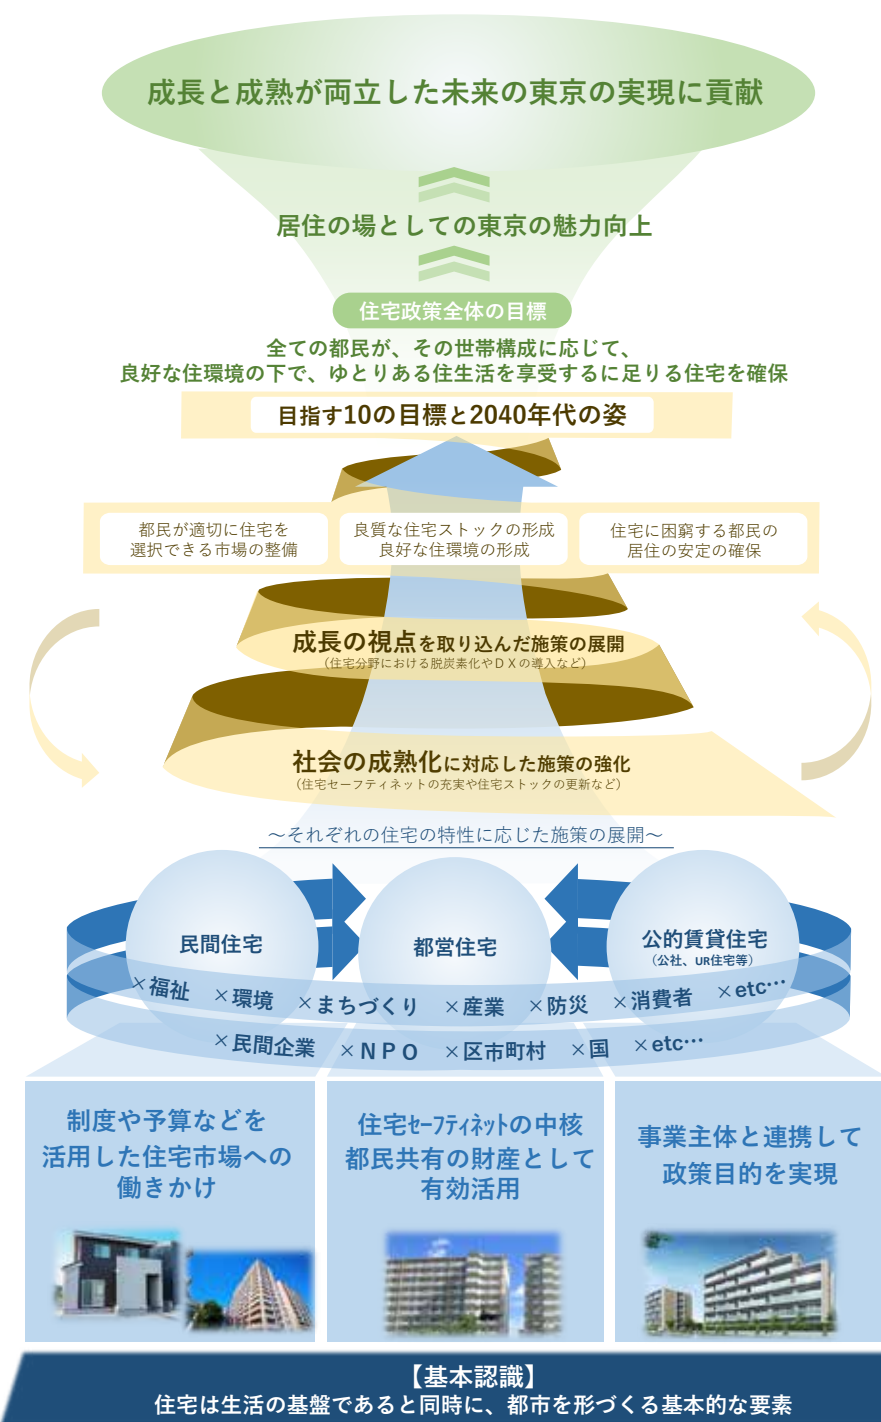 成長と成熟が両立した未来の東京の実現に貢献
居住の場としての東京の魅力向上
住宅政策全体の目標
全ての都民が、その世帯構成に応じて、
良好な住環境の下で、ゆとりある住生活を享受するに足りる住宅を確保
目指す10の目標と2040年代の姿
都民が適切に住宅を
選択できる市場の整備
良質な住宅ストックの形成
良好な住環境の形成
住宅に困窮する都民の
居住の安定の確保
成長の視点を取り込んだ施策の展開
（住宅分野における脱炭素化やＤＸの導入など）
社会の成熟化に対応した施策の強化
（住宅セーフティネットの充実や住宅ストックの更新など）
～それぞれの住宅の特性に応じた施策の展開～
民間住宅
都営住宅
公的賃貸住宅
（公社、UR住宅等）
×福祉 ×環境 ×まちづくり ×産業 ×防災 ×消費者 ×etc…
×民間企業 ×ＮＰＯ ×区市町村 ×国 ×etc…
制度や予算などを
活用した住宅市場への
働きかけ
住宅ｾｰﾌﾃｨﾈｯﾄの中核
都民共有の財産として
有効活用
事業主体と連携して
政策目的を実現
【基本認識】
住宅は生活の基盤であると同時に、都市を形づくる基本的な要素